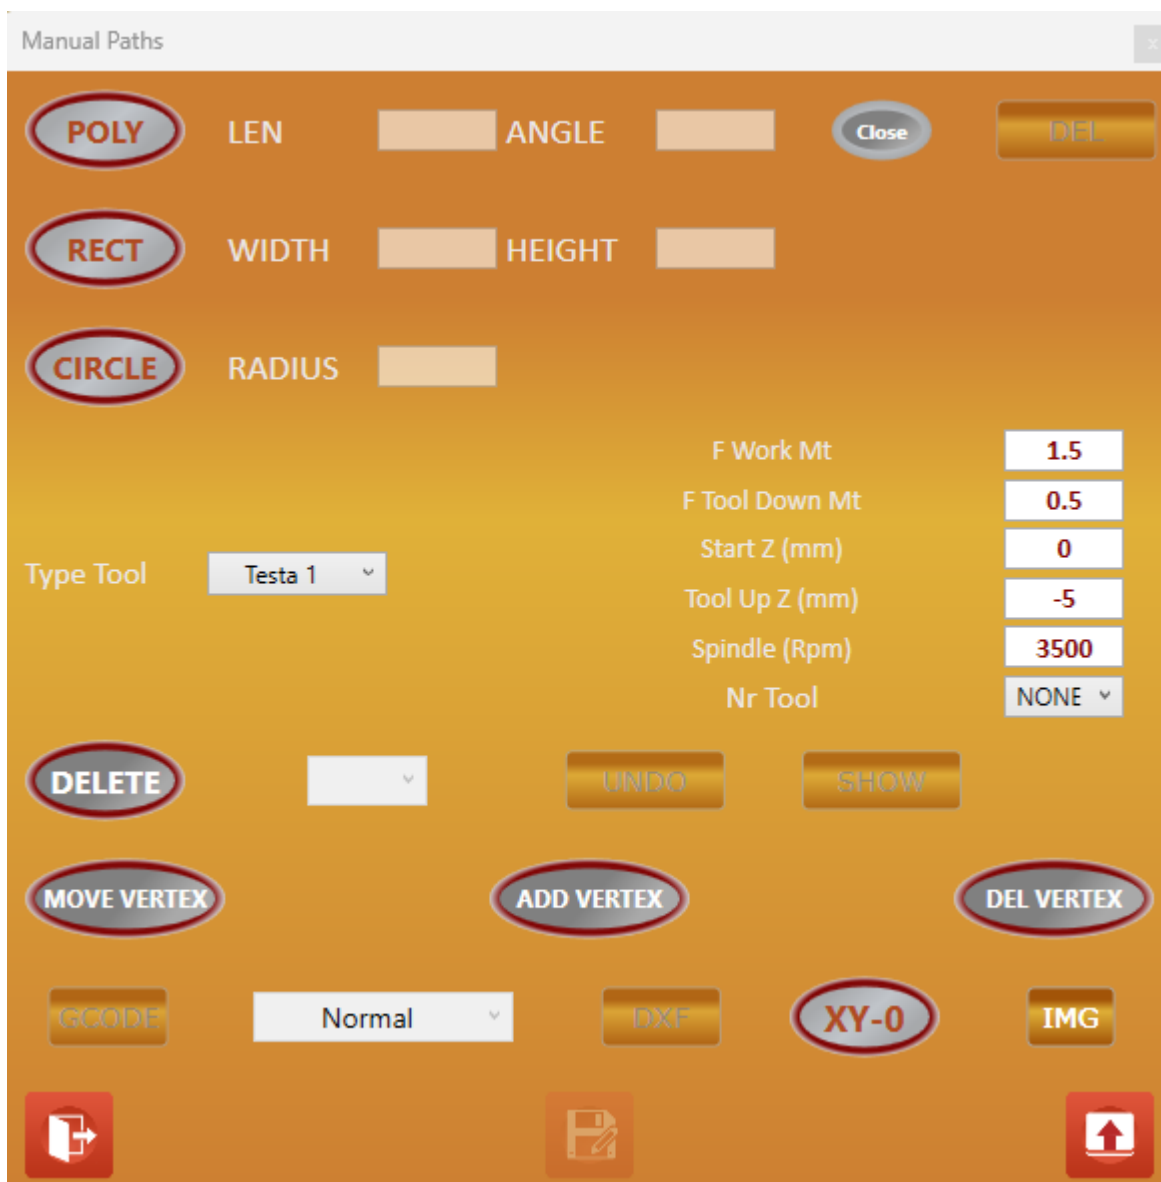 Manual Paths x
POLY LEN ANGLE Close DEL
RECT WIDTH HEIGHT
CIRCLE RADIUS
F Work Mt 1.5
F Tool Down Mt 0.5
Start Z (mm) 0
Type Tool Testa 1
Tool Up Z (mm) -5
Spindle (Rpm) 3500
Nr Tool NONE
DELETE UNDO SHOW
MOVE VERTEX ADD VERTEX DEL VERTEX
GCODE Normal DXF XY-0 IMG